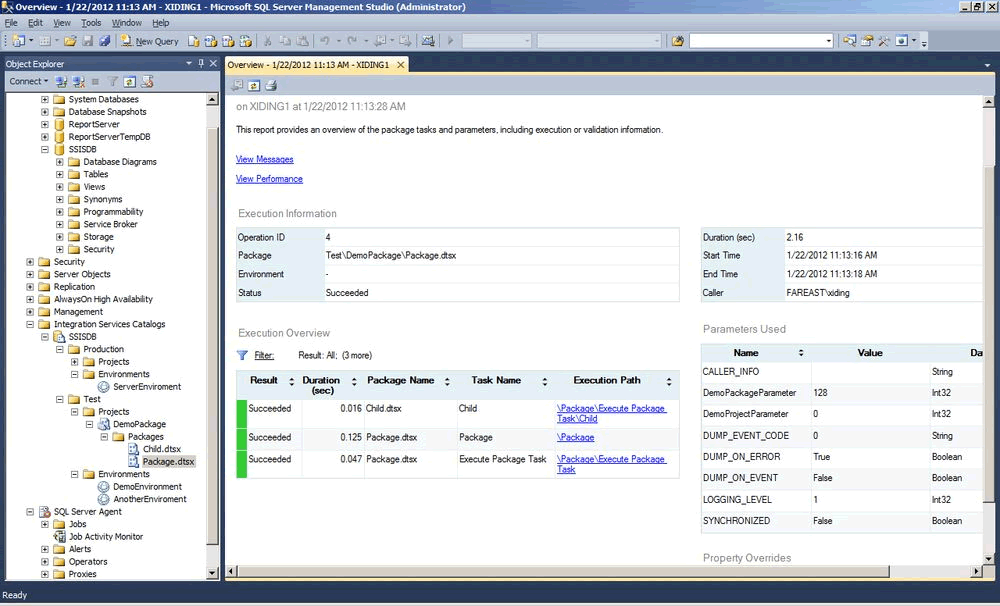 Overview - 1/22/2012 11:13 AM - XIDING1 - Microsoft SQL Server Management Studio (Administrator)
File Edit View Tools Window Help
New Query
Object Explorer
Connect
System Databases
Database Snapshots
ReportServer
ReportServerTempDB
SSISDB
Database Diagrams
Tables
Views
Synonyms
Programmability
Service Broker
Storage
Security
Security
Server Objects
Replication
AlwaysOn High Availability
Management
Integration Services Catalogs
SSISDB
Production
Projects
Environments
ServerEnviroment
Test
Projects
DemoPackage
Packages
Child.dtsx
Package.dtsx
Environments
DemoEnvironment
AnotherEnviroment
SQL Server Agent
Jobs
Job Activity Monitor
Alerts
Operators
Proxies
Overview - 1/22/2012 11:13 AM - XIDING1
on XIDING1 at 1/22/2012 11:13:28 AM
This report provides an overview of the package tasks and parameters, including execution or validation information.
View Messages
View Performance
Execution Information
Operation ID 4
Package Test\DemoPackage\Package.dtsx
Environment -
Status Succeeded
Duration (sec) 2.16
Start Time 1/22/2012 11:13:16 AM
End Time 1/22/2012 11:13:18 AM
Caller FAREAST\xiding
Execution Overview
Filter: Result: All; (3 more)
Result Duration (sec) Package Name Task Name Execution Path
Succeeded 0.016 Child.dtsx Child \Package\Execute Package
Task\Child
Succeeded 0.125 Package.dtsx Package \Package
Succeeded 0.047 Package.dtsx Execute Package Task \Package\Execute Package
Task
Parameters Used
Name Value Da
CALLER_INFO String
DemoPackageParameter 128 Int32
DemoProjectParameter 0 Int32
DUMP_EVENT_CODE 0 String
DUMP_ON_ERROR True Boolean
DUMP_ON_EVENT False Boolean
LOGGING_LEVEL 1 Int32
SYNCHRONIZED False Boolean
Property Overrides
Ready